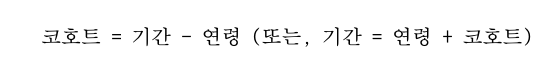 코호트 = 기간 - 연령 (또는, 기간 = 연령 + 코호트)